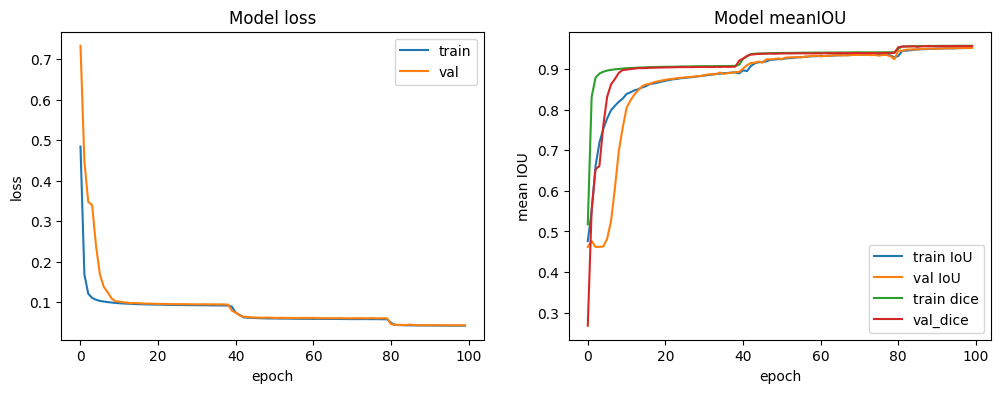 Model loss
0.7
0.6
0.5
0.4
0.3
0.2
0.1
loss
train
val
0 20 40 60 80 100
epoch
Model meanIOU
0.9
0.8
0.7
0.6
0.5
0.4
0.3
mean IOU
train IoU
val IoU
train dice
val_dice
0 20 40 60 80 100
epoch